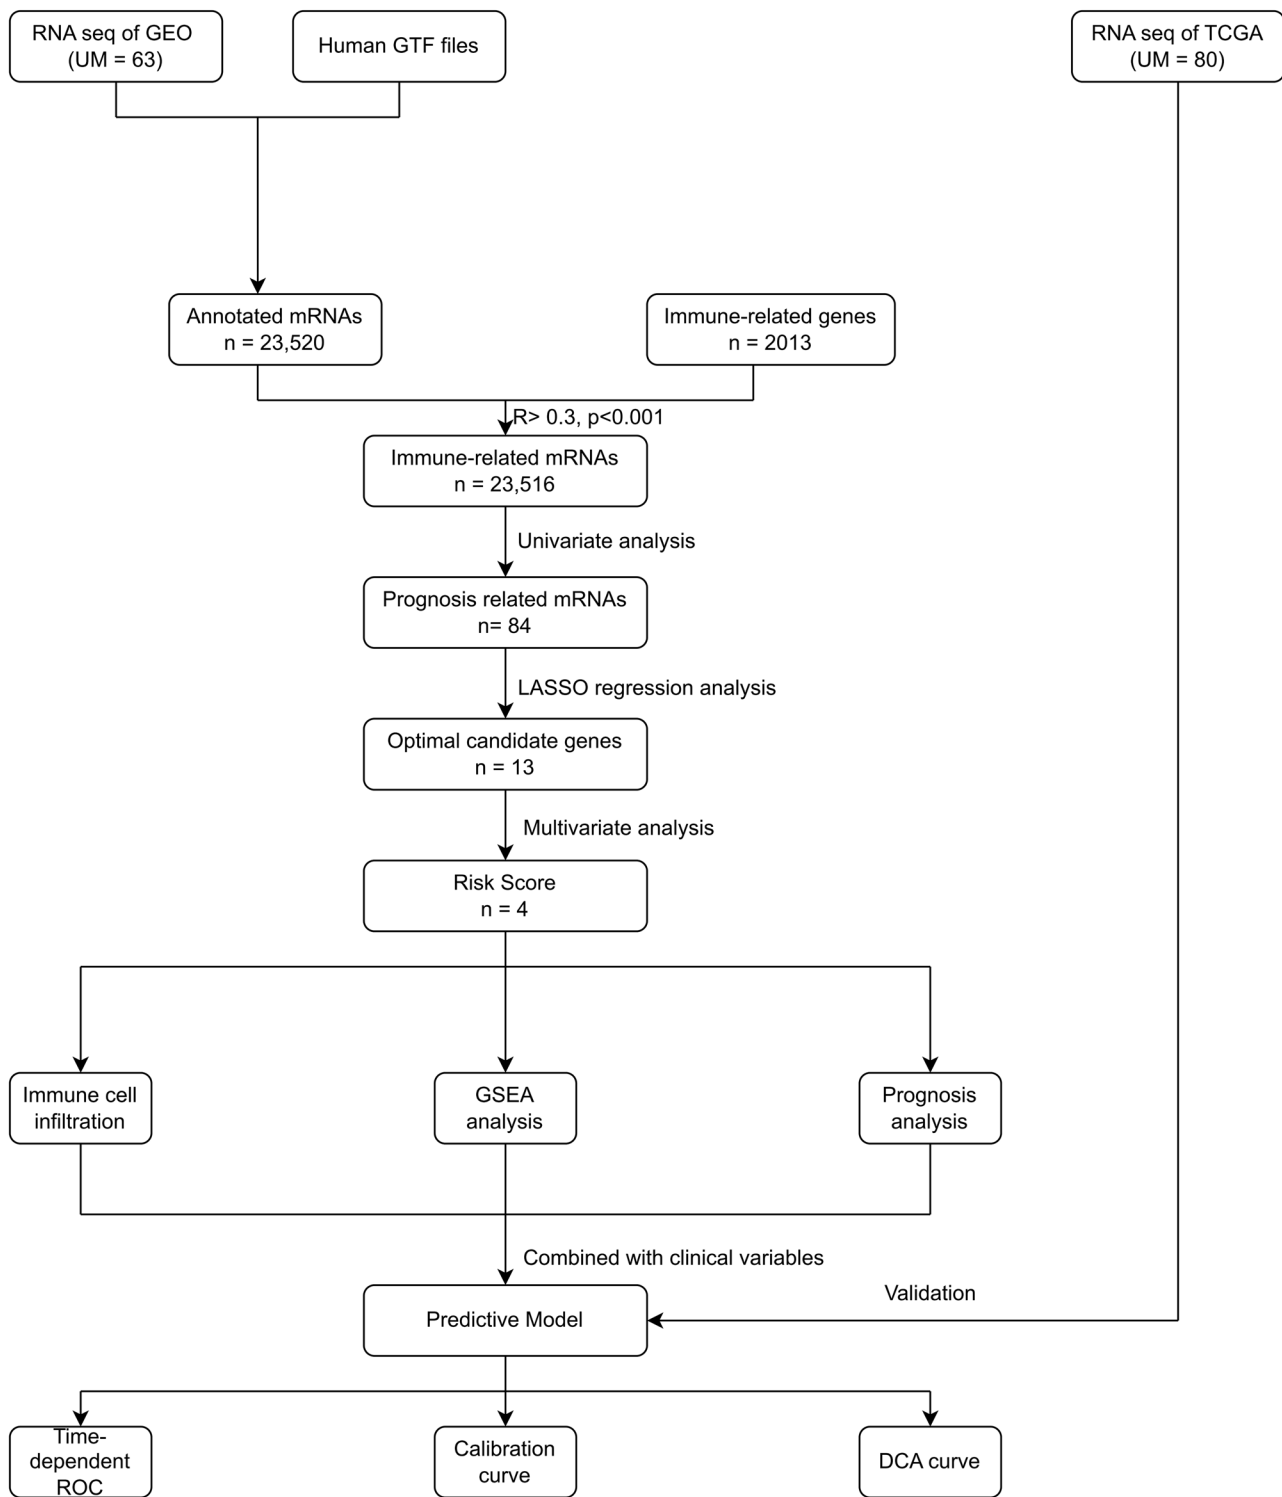 RNA seq of GEO
(UM = 63)
Human GTF files
RNA seq of TCGA
(UM = 80)
Annotated mRNAs
n = 23,520
Immune-related genes
n = 2013
R> 0.3, p<0.001
Immune-related mRNAs
n = 23,516
Univariate analysis
Prognosis related mRNAs
n= 84
LASSO regression analysis
Optimal candidate genes
n = 13
Multivariate analysis
Risk Score
n = 4
Immune cell
infiltration
GSEA
analysis
Prognosis
analysis
Combined with clinical variables
Validation
Predictive Model
Time-
dependent
ROC
Calibration
curve
DCA curve